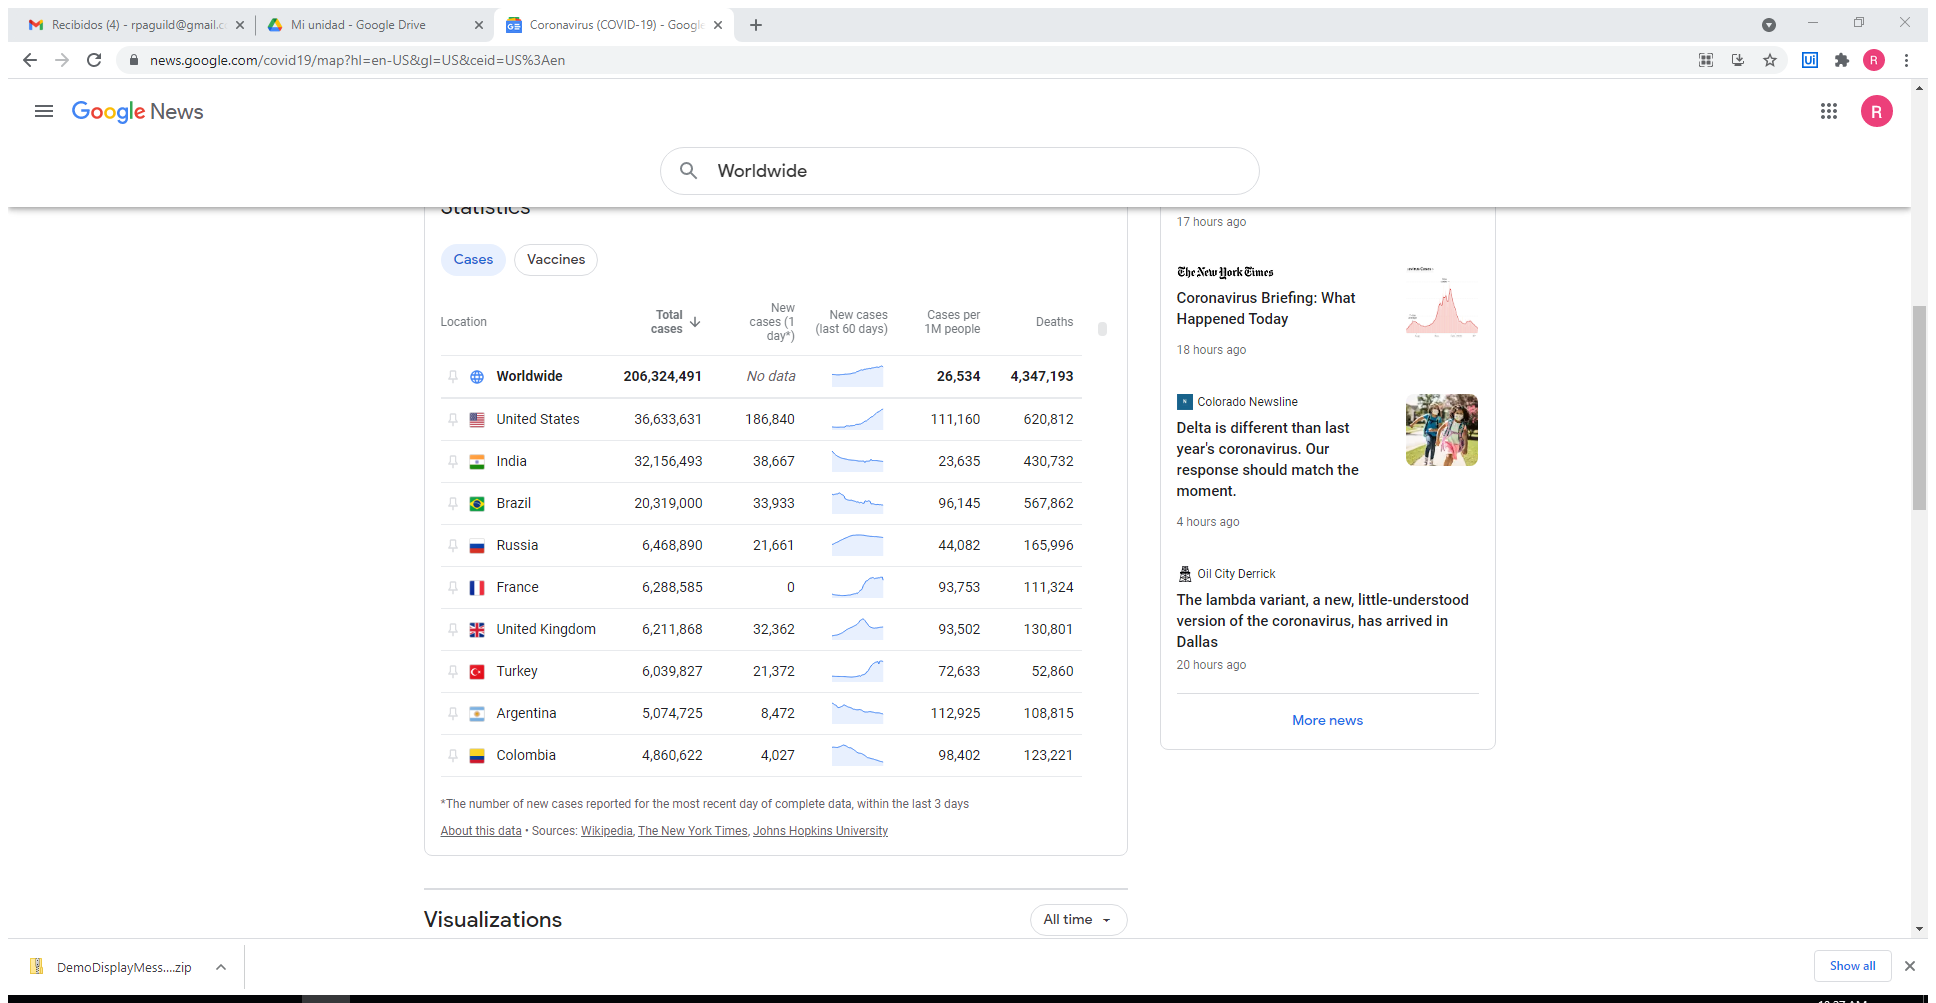 Recibidos (4) - rpaguild@gmail.c
Mi unidad - Google Drive
Coronavirus (COVID-19) - Google
news.google.com/covid19/map?hl=en-US&gl=US&ceid=US%3Aen
Ui
R
Google News
R
Worldwide
Statistics
Cases
Vaccines
Location
Total cases
New cases (1 day*)
New cases (last 60 days)
Cases per 1M people
Deaths
Worldwide 206,324,491 No data 26,534 4,347,193
United States 36,633,631 186,840 111,160 620,812
India 32,156,493 38,667 23,635 430,732
Brazil 20,319,000 33,933 96,145 567,862
Russia 6,468,890 21,661 44,082 165,996
France 6,288,585 0 93,753 111,324
United Kingdom 6,211,868 32,362 93,502 130,801
Turkey 6,039,827 21,372 72,633 52,860
Argentina 5,074,725 8,472 112,925 108,815
Colombia 4,860,622 4,027 98,402 123,221
*The number of new cases reported for the most recent day of complete data, within the last 3 days
About this data • Sources: Wikipedia, The New York Times, Johns Hopkins University
Visualizations
All time
17 hours ago
The New York Times
Coronavirus Briefing: What
Happened Today
18 hours ago
Colorado Newsline
Delta is different than last
year's coronavirus. Our
response should match the
moment.
4 hours ago
Oil City Derrick
The lambda variant, a new, little-understood
version of the coronavirus, has arrived in
Dallas
20 hours ago
More news
DemoDisplayMess....zip
Show all